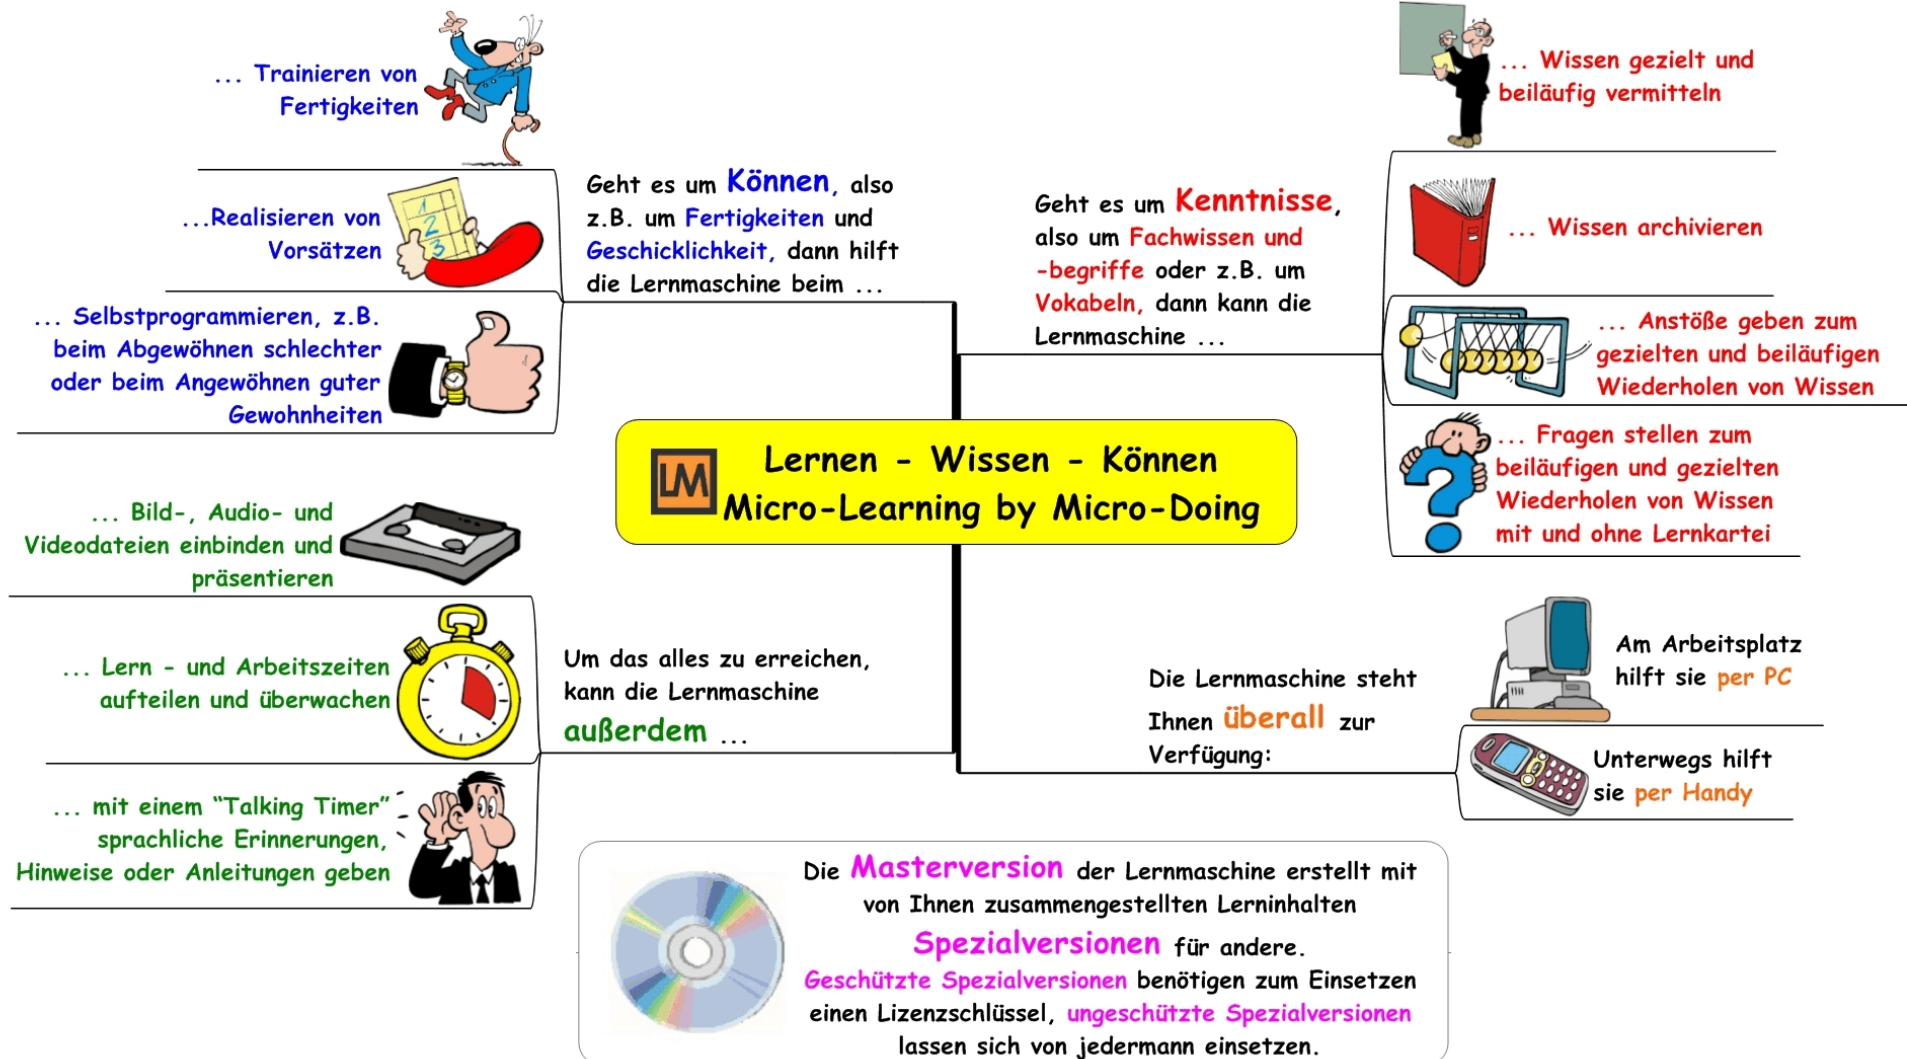 ... Trainieren von
Fertigkeiten
...Realisieren von
Vorsätzen
... Selbstprogrammieren, z.B.
beim Abgewöhnen schlechter
oder beim Angewöhnen guter
Gewohnheiten
Geht es um Können, also
z.B. um Fertigkeiten und
Geschicklichkeit, dann hilft
die Lernmaschine beim ...
1
2
3
Geht es um Kenntnisse,
also um Fachwissen und
-begriffe oder z.B. um
Vokabeln, dann kann die
Lernmaschine ...
... Wissen gezielt und
beiläufig vermitteln
... Wissen archivieren
... Anstöße geben zum
gezielten und beiläufigen
Wiederholen von Wissen
... Fragen stellen zum
beiläufigen und gezielten
Wiederholen von Wissen
mit und ohne Lernkartei
?
LM
Lernen - Wissen - Können
Micro-Learning by Micro-Doing
... Bild-, Audio- und
Videodateien einbinden und
präsentieren
... Lern - und Arbeitszeiten
aufteilen und überwachen
... mit einem “Talking Timer”
sprachliche Erinnerungen,
Hinweise oder Anleitungen geben
Um das alles zu erreichen,
kann die Lernmaschine
außerdem ...
Die Lernmaschine steht
Ihnen überall zur
Verfügung:
Am Arbeitsplatz
hilft sie per PC
Unterwegs hilft
sie per Handy
Die Masterversion der Lernmaschine erstellt mit
von Ihnen zusammengestellten Lerninhalten
Spezialversionen für andere.
Geschützte Spezialversionen benötigen zum Einsetzen
einen Lizenzschlüssel, ungeschützte Spezialversionen
lassen sich von jedermann einsetzen.